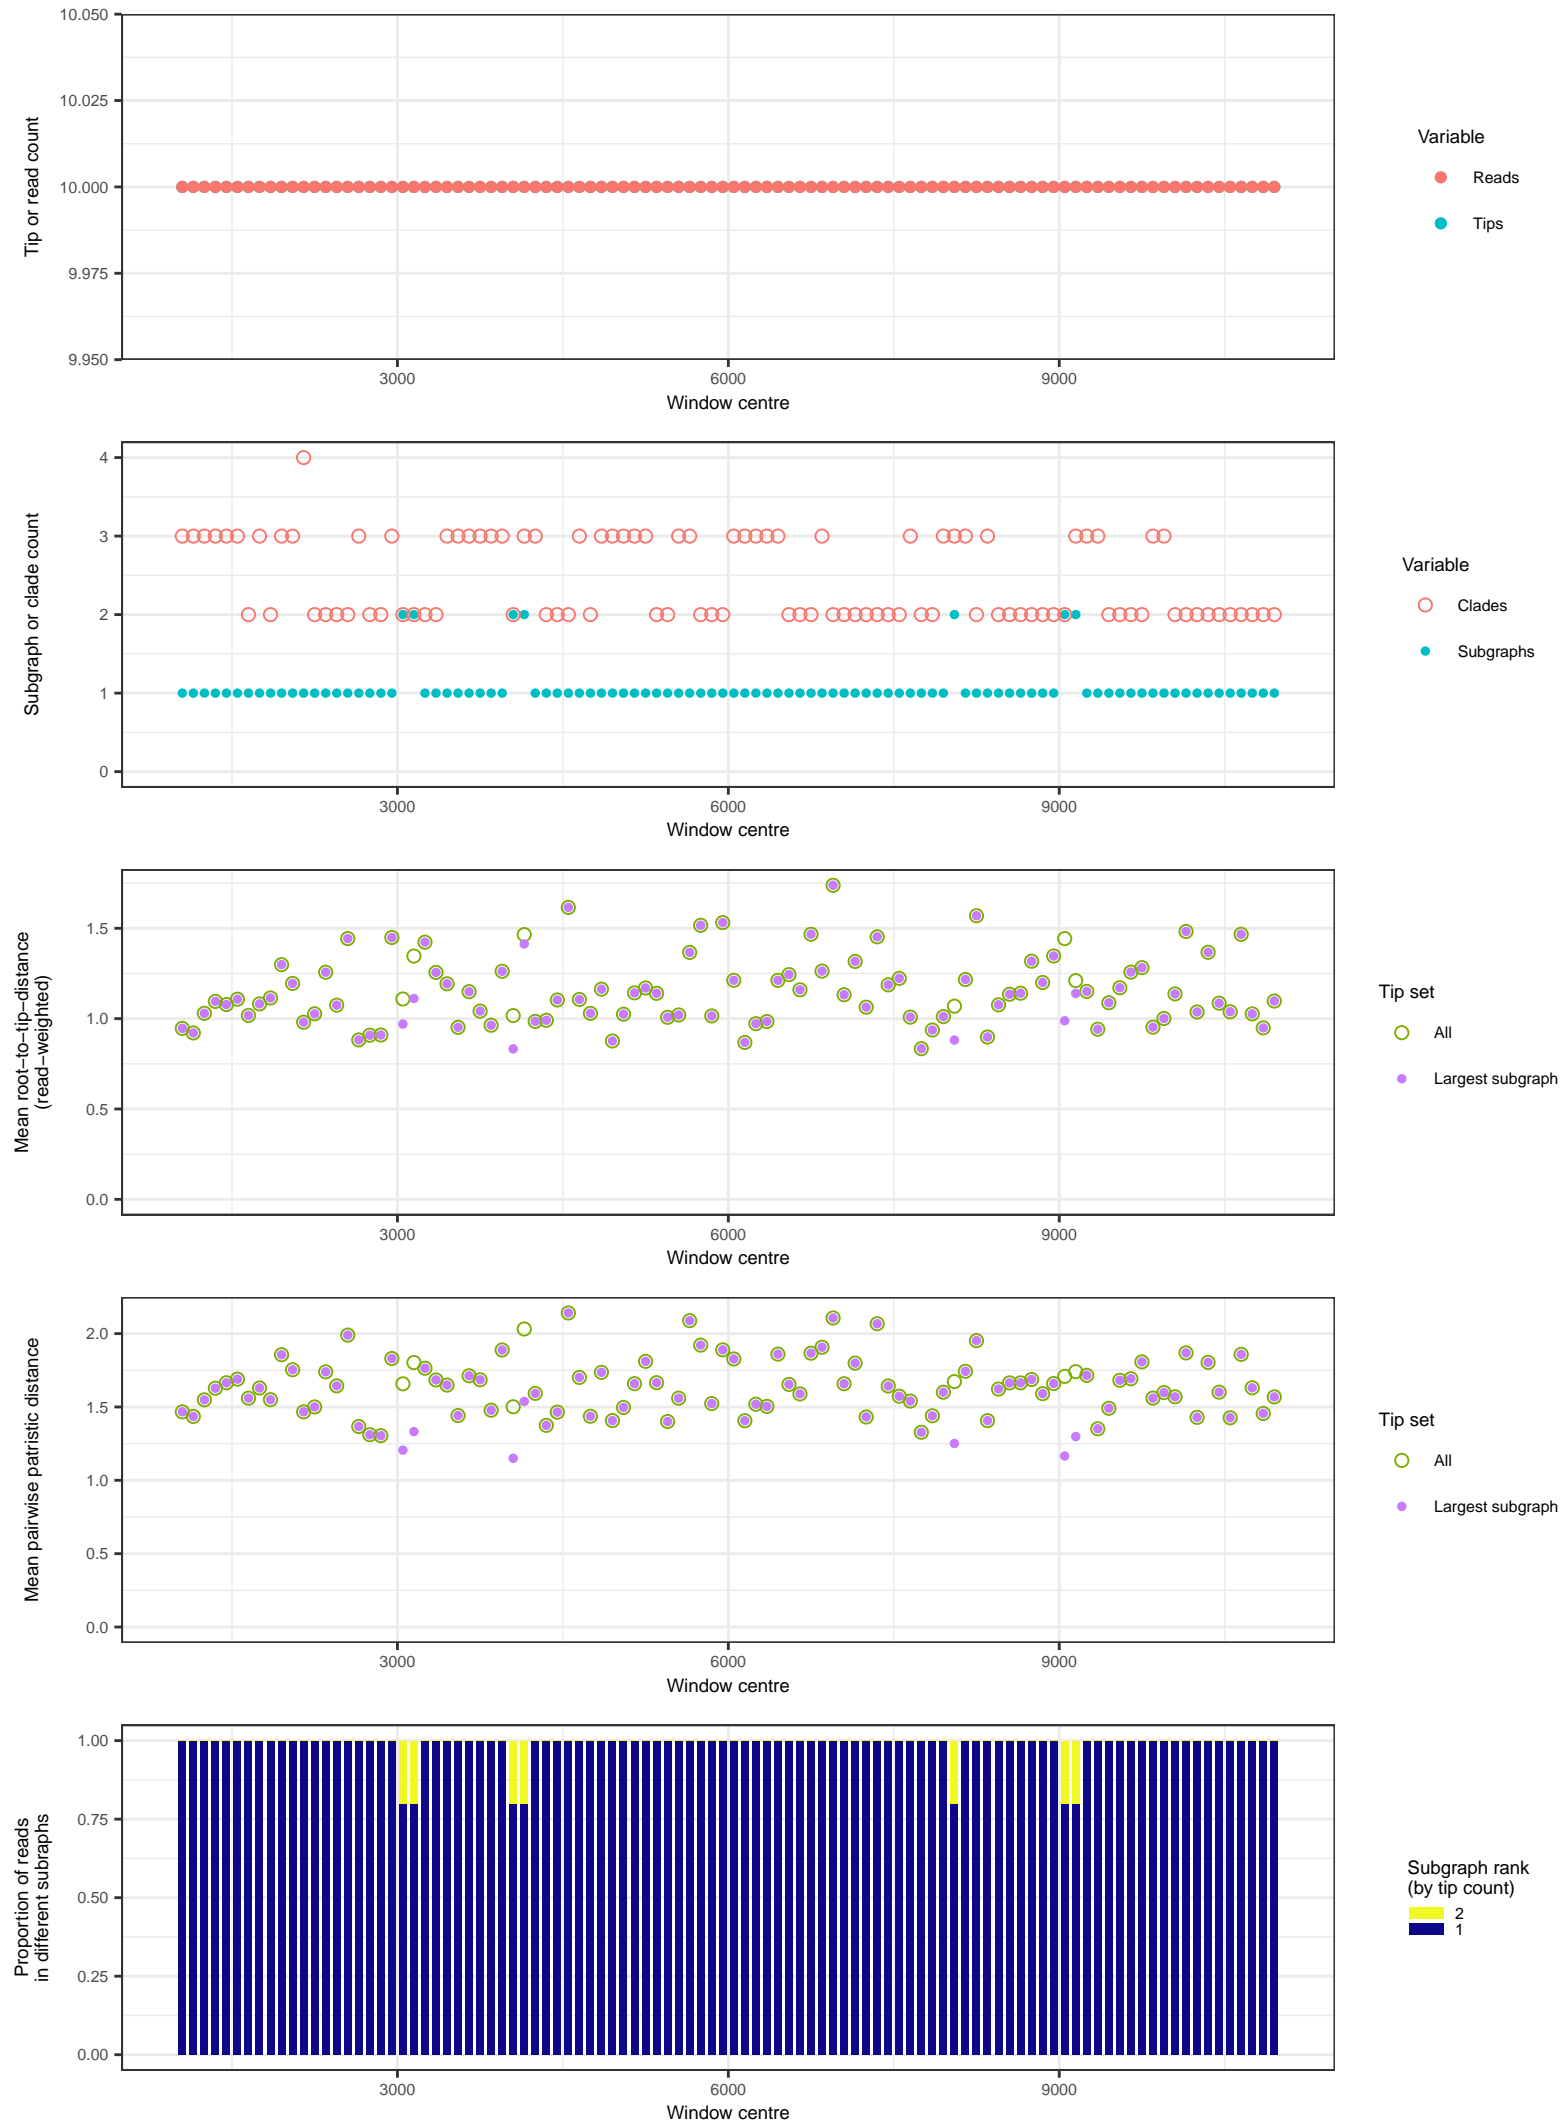 10.050
10.025
10.000
9.975
9.950
Tip or read count
3000 6000 9000
Window centre
Variable
Reads
Tips
4
3
2
1
0
Subgraph or clade count
3000 6000 9000
Window centre
Variable
Clades
Subgraphs
1.5
1.0
0.5
0.0
Mean root−to−tip−distance
(read−weighted)
3000 6000 9000
Window centre
Tip set
All
Largest subgraph
2.0
1.5
1.0
0.5
0.0
Mean pairwise patristic distance
3000 6000 9000
Window centre
Tip set
All
Largest subgraph
1.00
0.75
0.50
0.25
0.00
Proportion of reads
in different subraphs
3000 6000 9000
Window centre
Subgraph rank
(by tip count)
2
1